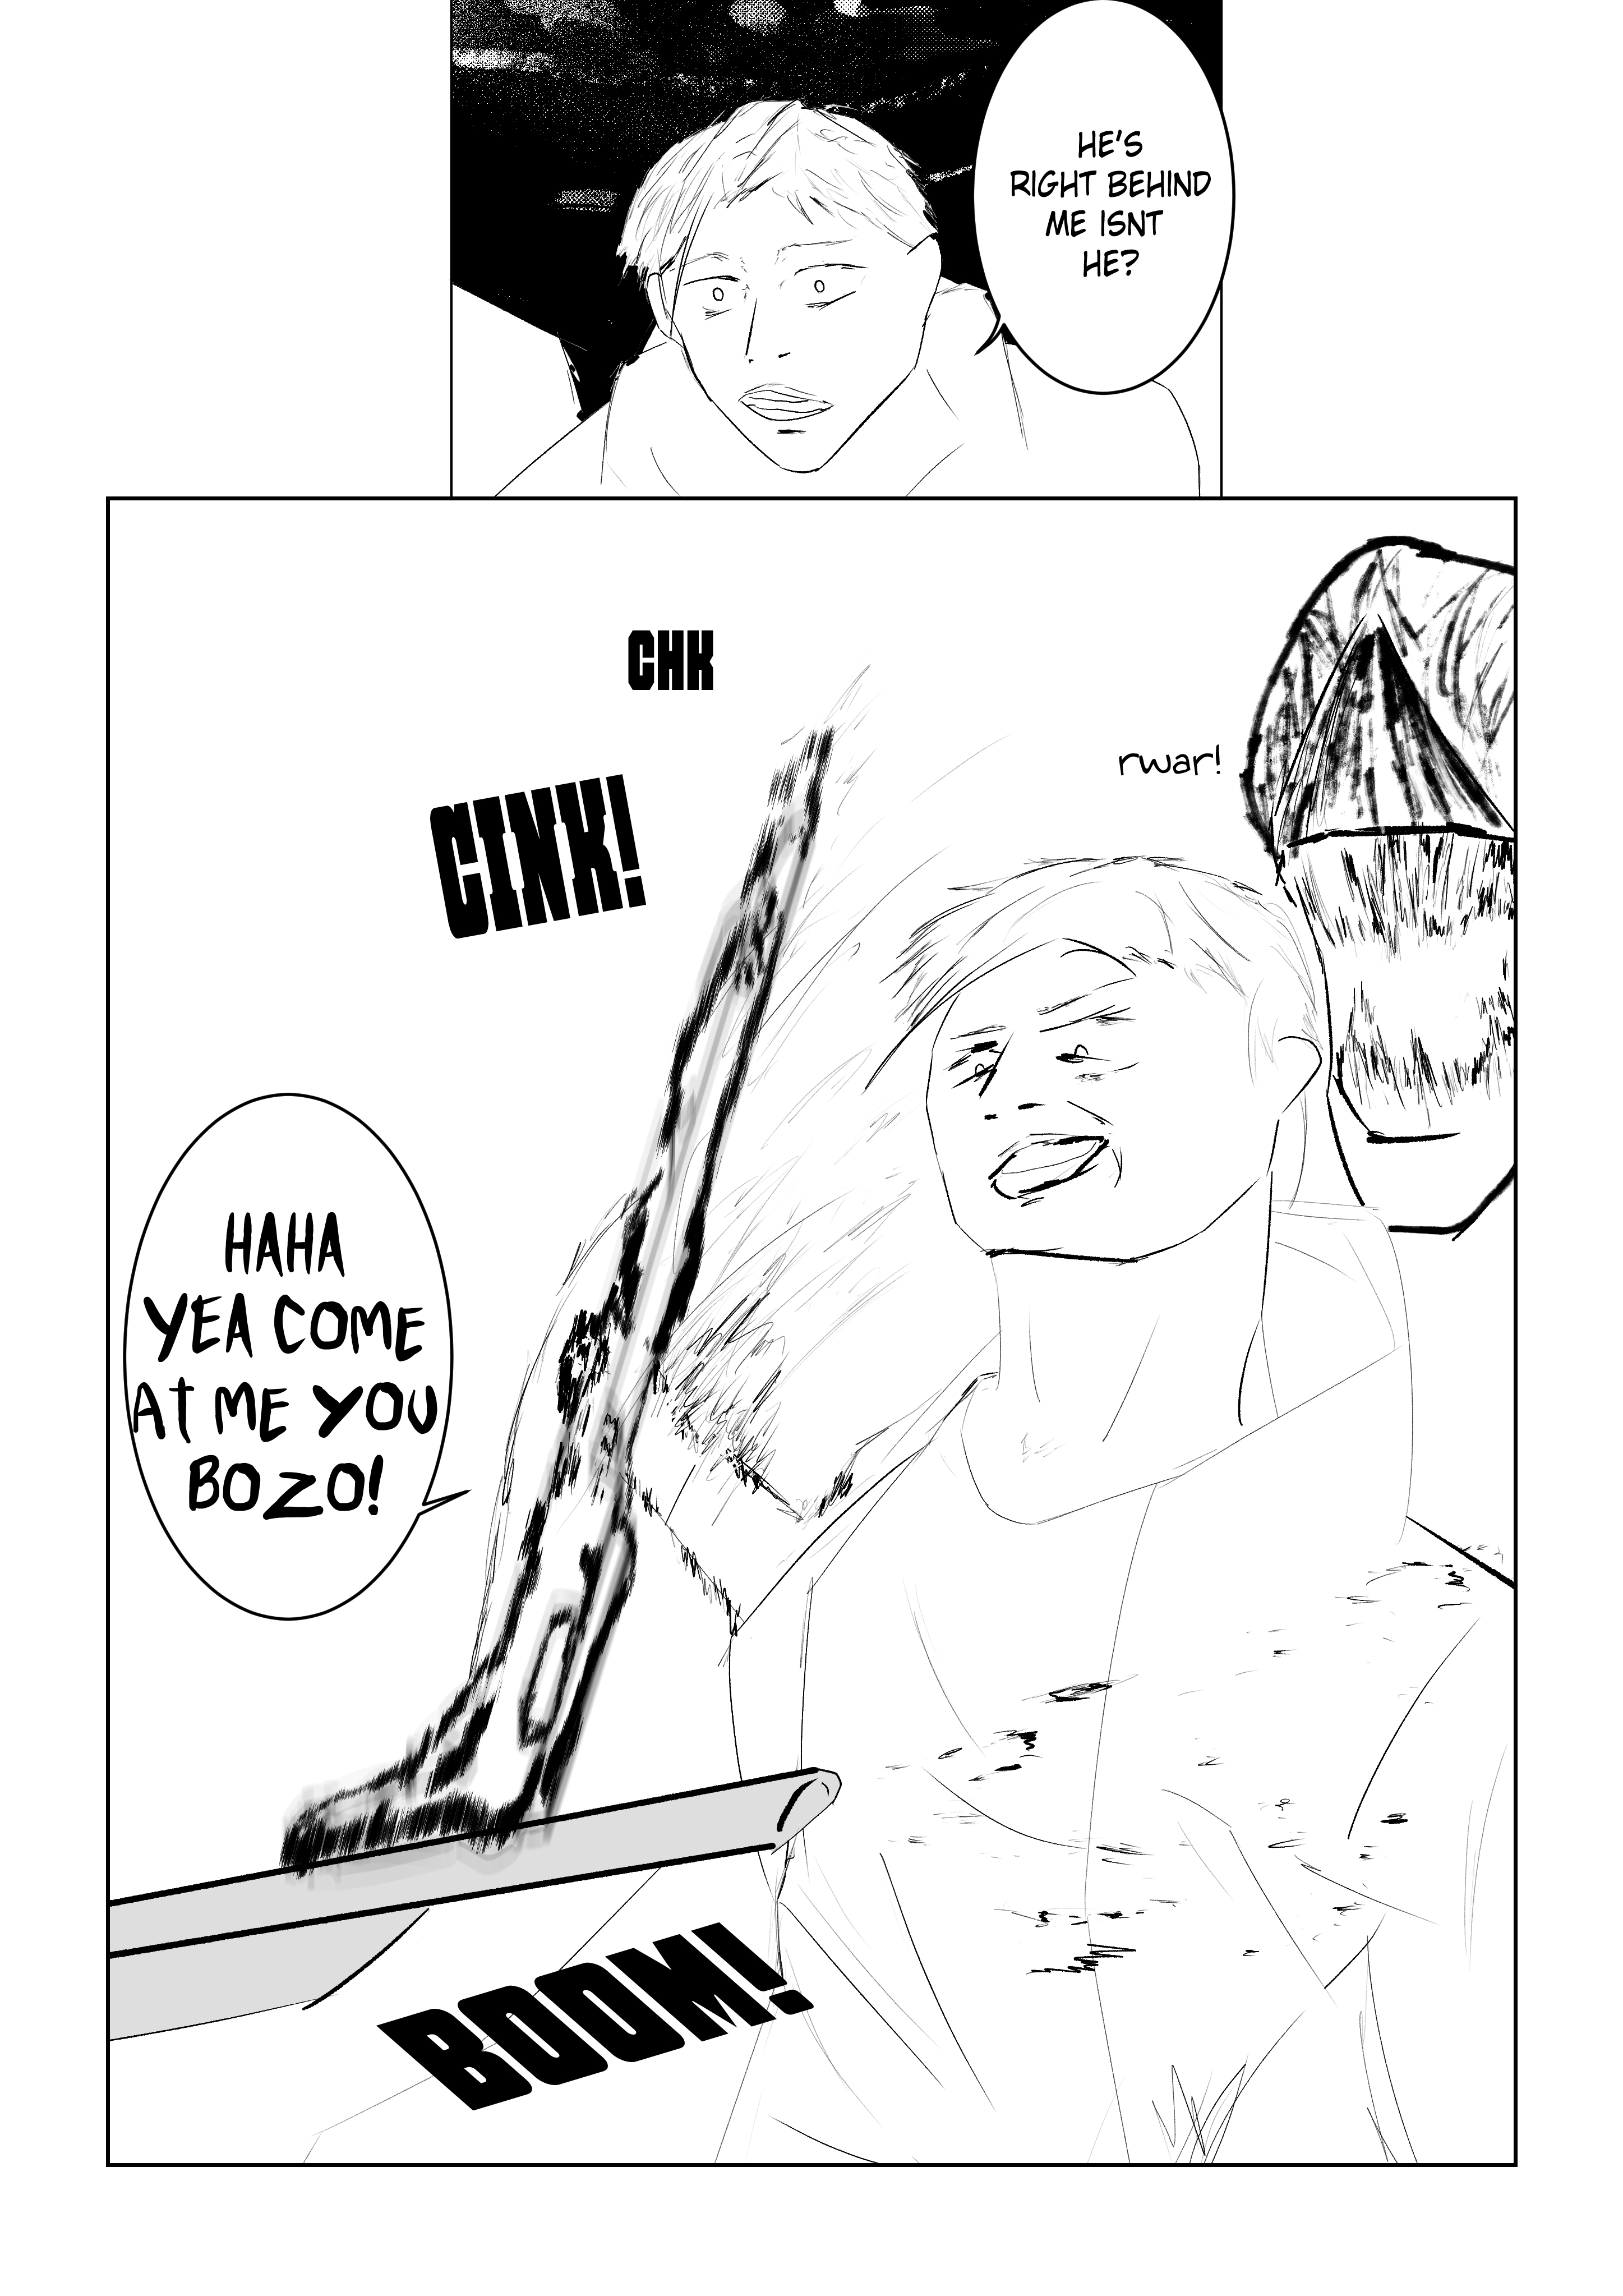 HE'S
RIGHT BEHIND
ME ISNT
HE?
CHK
rwar!
CINK!
HAHA
YEA COME
AT ME YOU
BOZO!
BOOM!